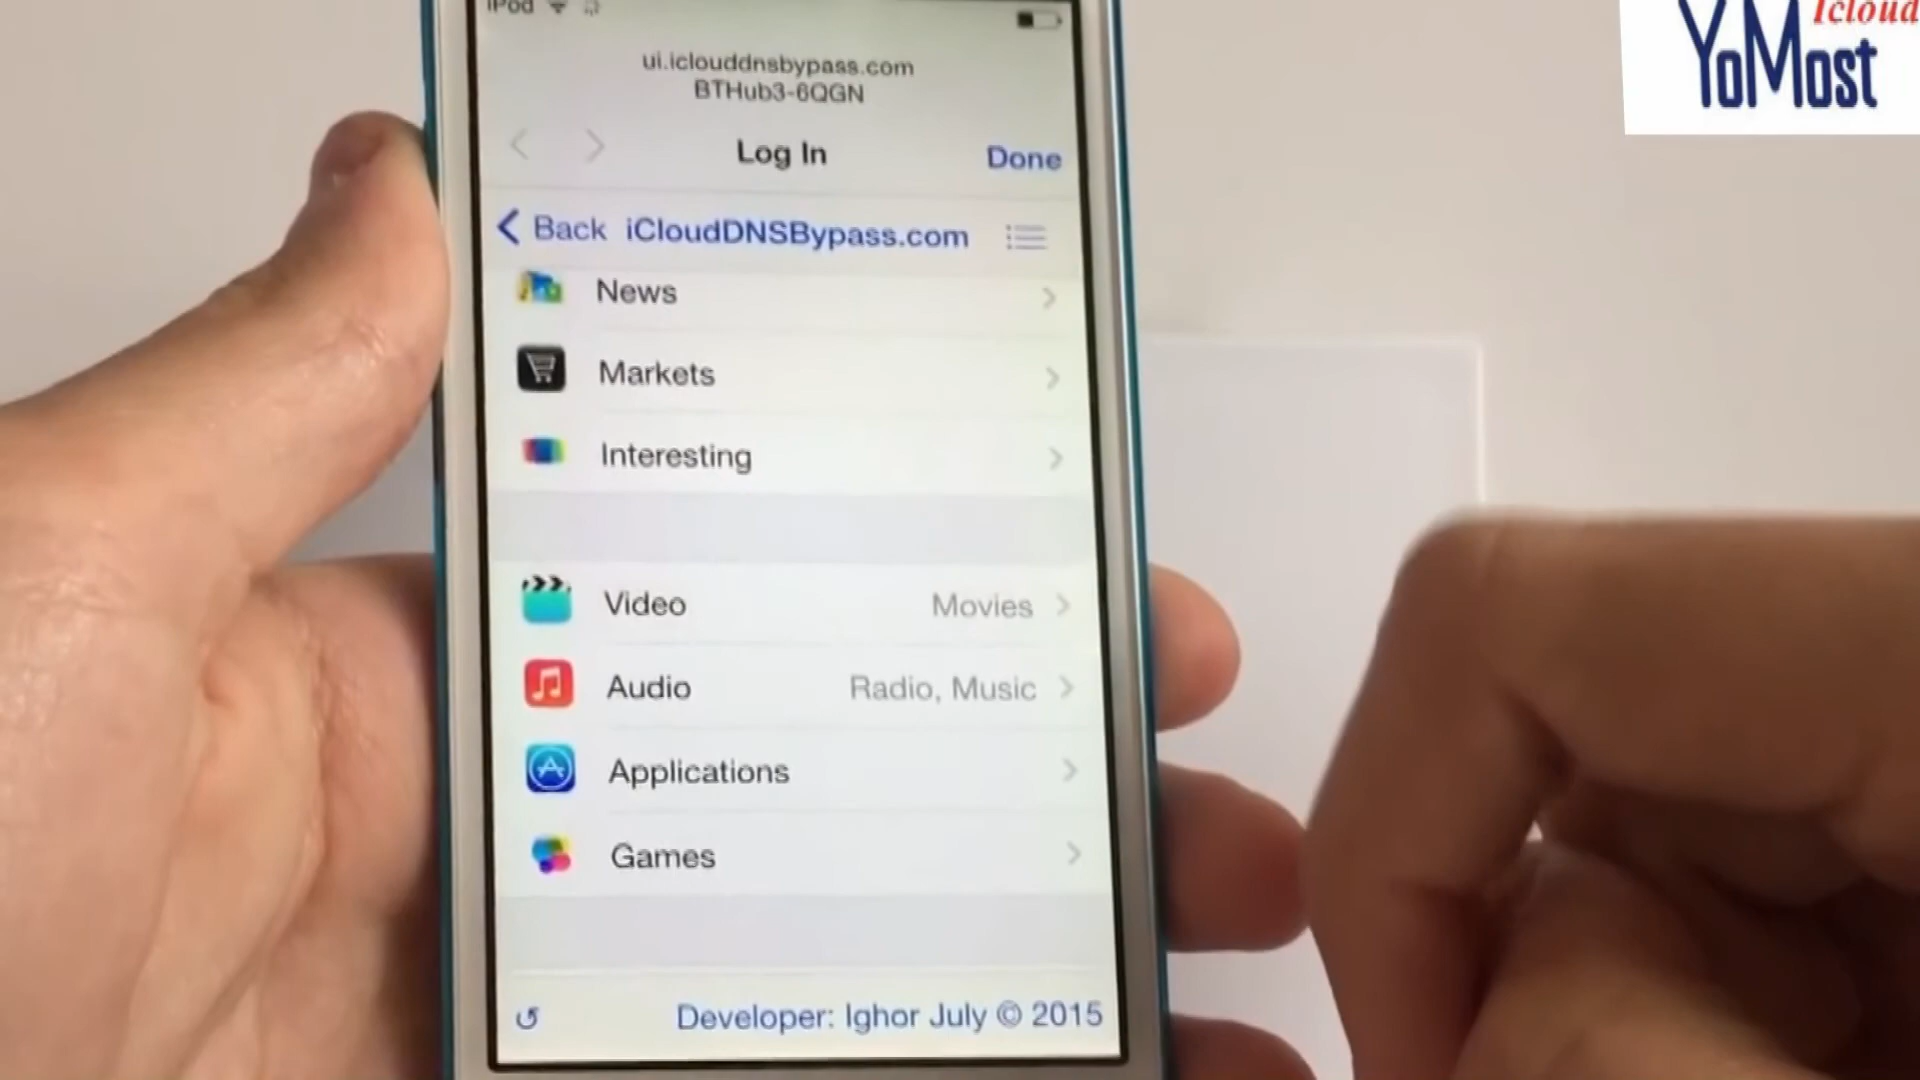 iPod
Icloud
YoMost
ui.iclouddnsbypass.com
BTHub3-6QGN
Log In
Done
Back iCloudDNSBypass.com
News
Markets
Interesting
Video Movies
Audio Radio, Music
Applications
Games
Developer: Ighor July © 2015